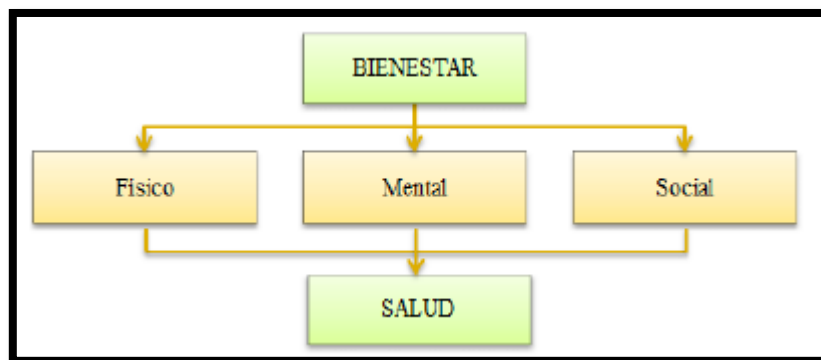 BIENESTAR
Físico
Mental
Social
SALUD